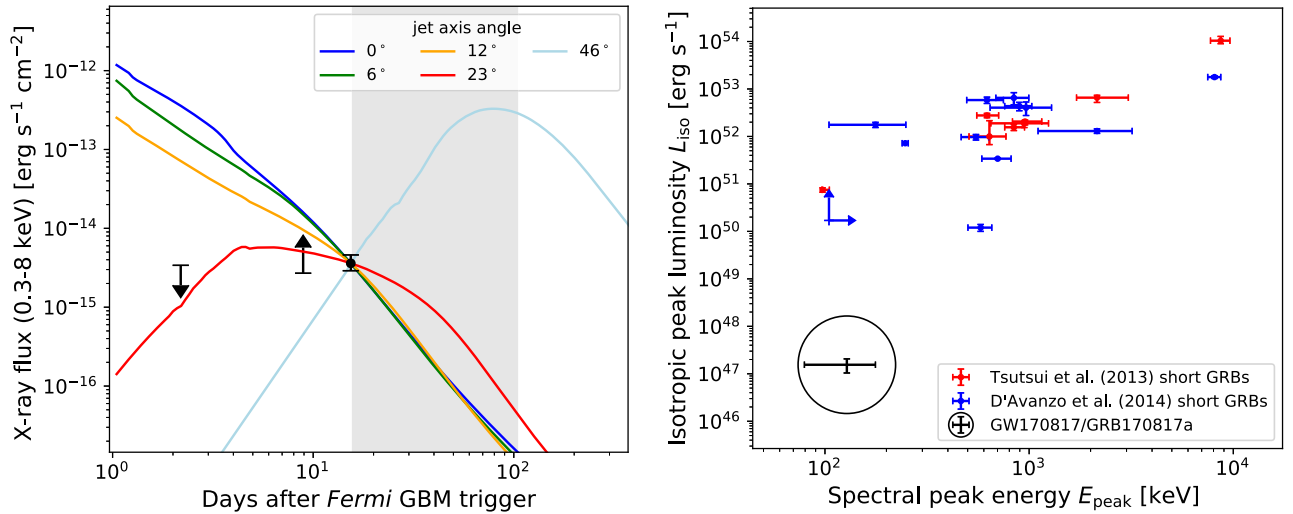 X-ray flux (0.3-8 keV) [erg s⁻¹ cm⁻²]
10⁻¹²
10⁻¹³
10⁻¹⁴
10⁻¹⁵
10⁻¹⁶
jet axis angle
0° 12° 46°
6° 23°
10⁰ 10¹ 10²
Days after Fermi GBM trigger
Isotropic peak luminosity L_iso [erg s⁻¹]
10⁵⁴
10⁵³
10⁵²
10⁵¹
10⁵⁰
10⁴⁹
10⁴⁸
10⁴⁷
10⁴⁶
Tsutsui et al. (2013) short GRBs
D'Avanzo et al. (2014) short GRBs
GW170817/GRB170817a
10² 10³ 10⁴
Spectral peak energy E_peak [keV]